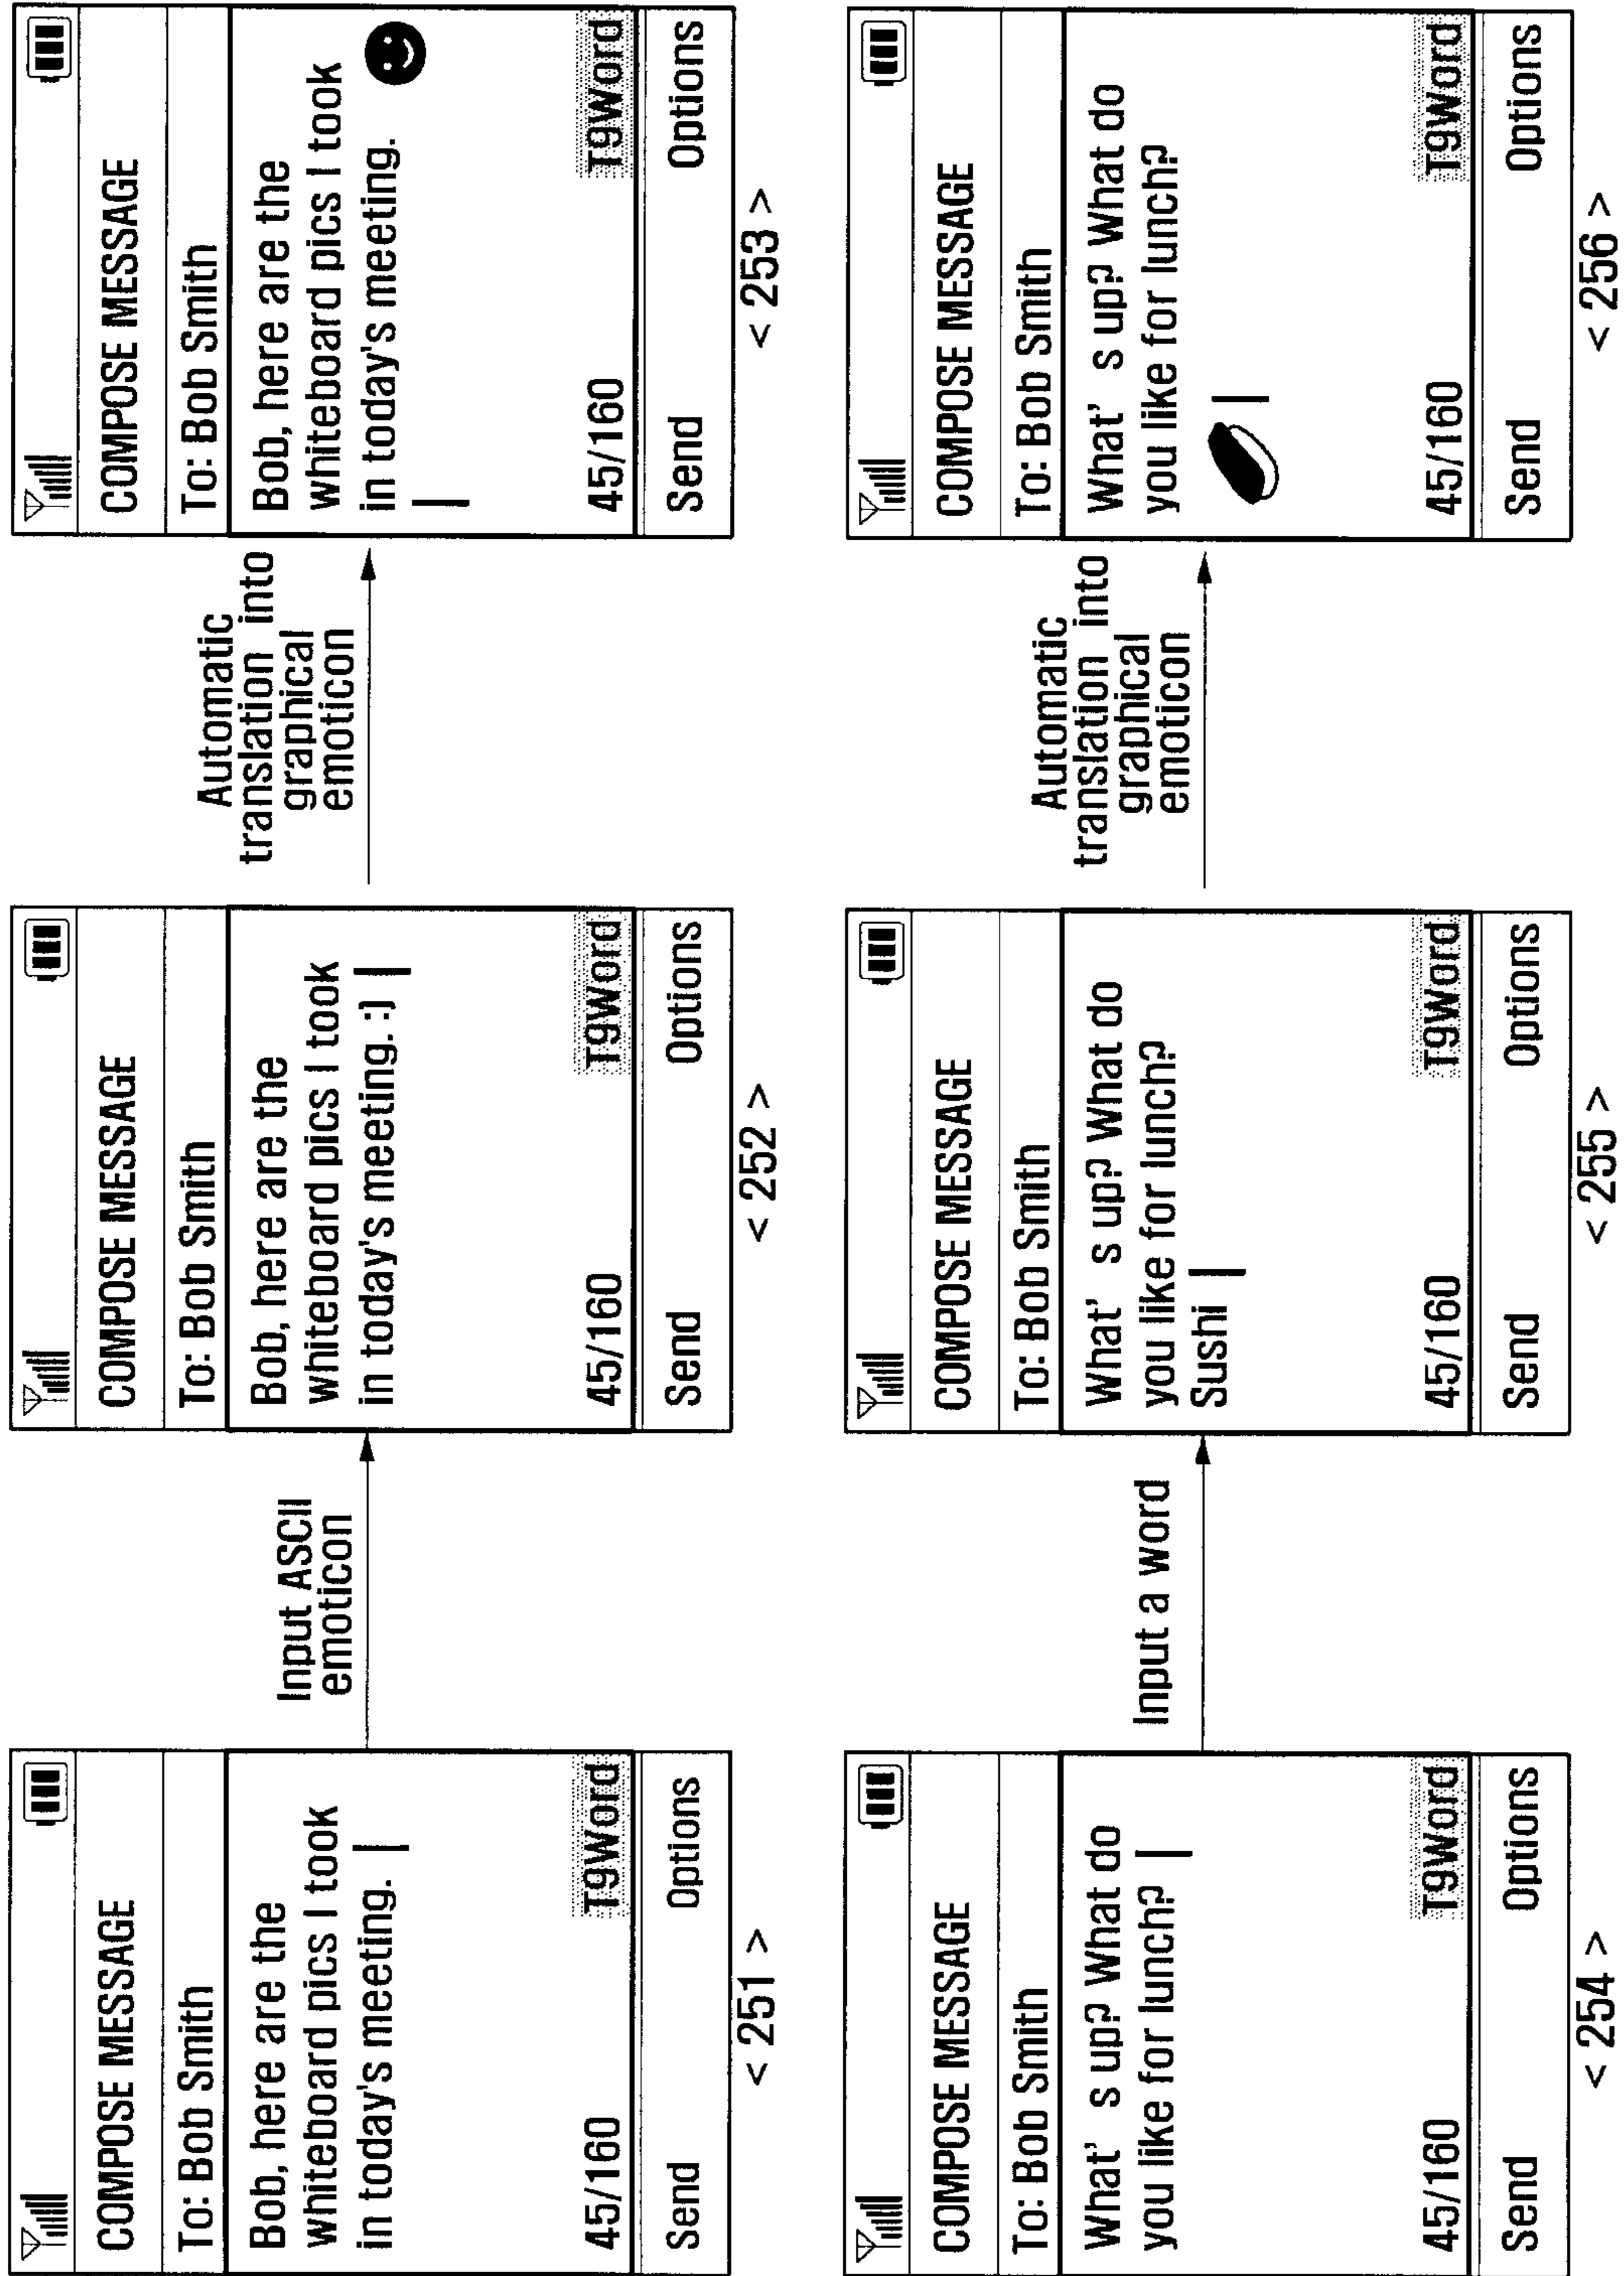 COMPOSE MESSAGE
To: Bob Smith
Bob, here are the
whiteboard pics I took
in today's meeting.
45/160
T9Word
Send Options
< 251 >
Input ASCII
emoticon
COMPOSE MESSAGE
To: Bob Smith
Bob, here are the
whiteboard pics I took
in today's meeting. :)
45/160
T9Word
Send Options
< 252 >
Automatic
translation into
graphical
emoticon
COMPOSE MESSAGE
To: Bob Smith
Bob, here are the
whiteboard pics I took
in today's meeting.
45/160
T9Word
Send Options
< 253 >
COMPOSE MESSAGE
To: Bob Smith
What' s up? What do
you like for lunch?
45/160
T9Word
Send Options
< 254 >
Input a word
COMPOSE MESSAGE
To: Bob Smith
What' s up? What do
you like for lunch?
Sushi
45/160
T9Word
Send Options
< 255 >
Automatic
translation into
graphical
emoticon
COMPOSE MESSAGE
To: Bob Smith
What' s up? What do
you like for lunch?
45/160
T9Word
Send Options
< 256 >